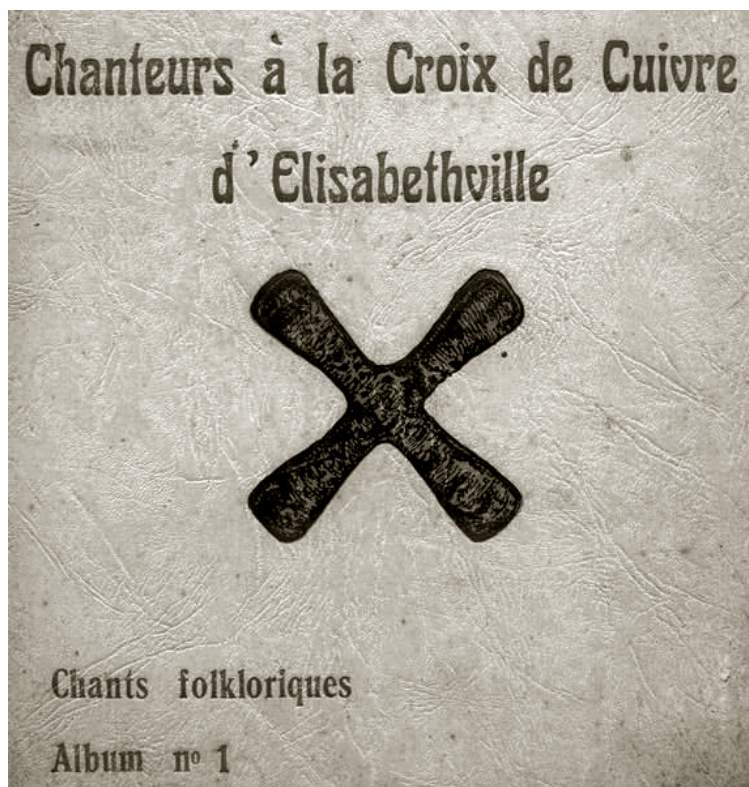 Chanteurs à la Croix de Cuivre
d'Elisabethville
Chants folkloriques
Album nº 1